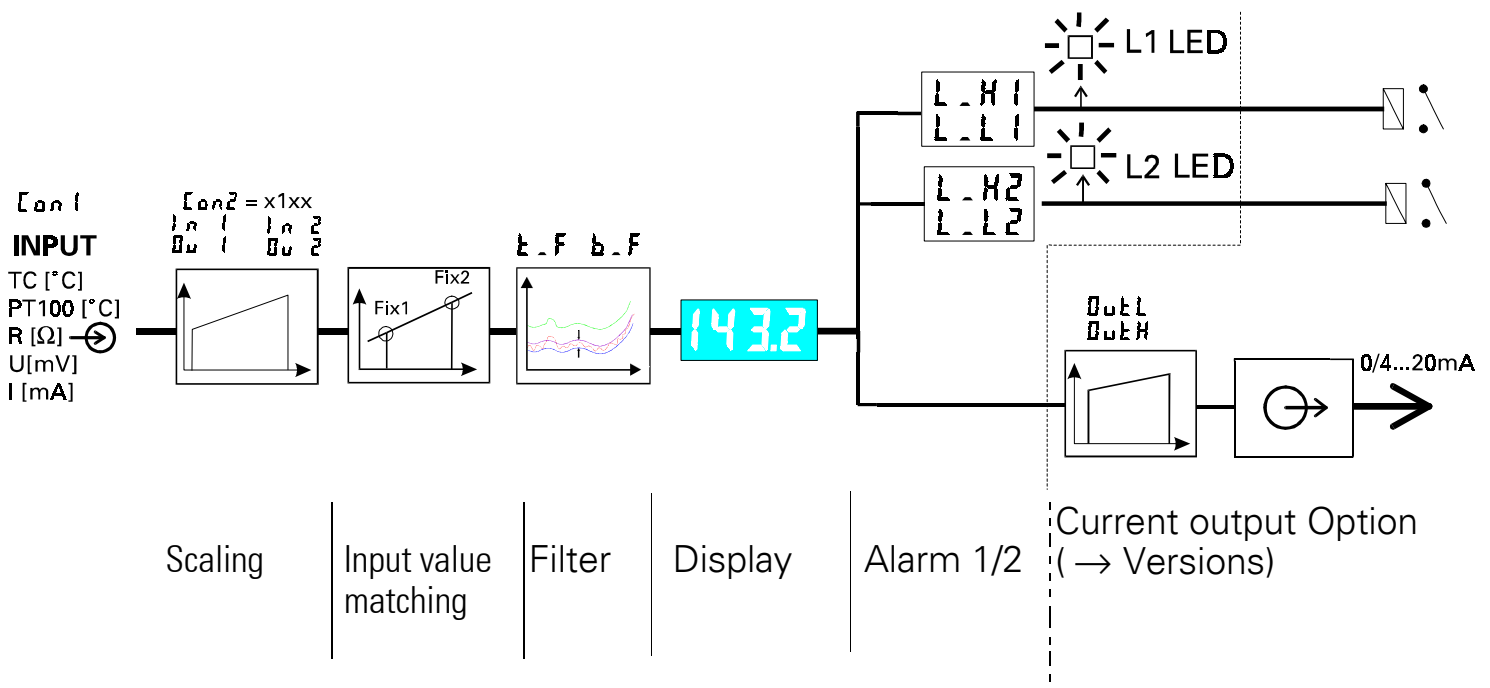 Con1
INPUT
TC [°C]
PT100 [°C]
R [Ω]
U[mV]
I [mA]
Con2 = x1xx
In 1 In 2
Ou 1 Ou 2
Fix1
Fix2
t.F b.F
143.2
L_H1
L_L1
L1 LED
L_H2
L_L2
L2 LED
OutL
OutH
0/4...20mA
Scaling
Input value
matching
Filter
Display
Alarm 1/2
Current output Option
( → Versions)